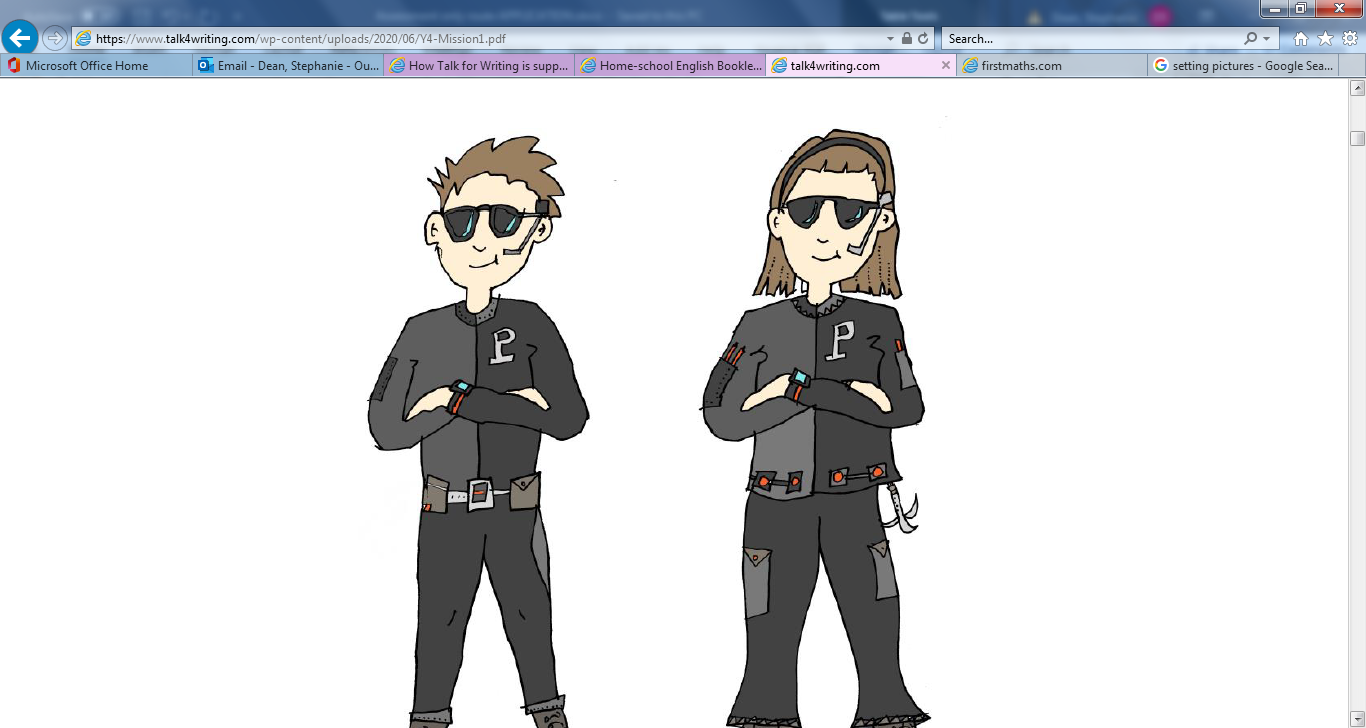 https://www.talk4writing.com/wp-content/uploads/2020/06/Y4-Mission1.pdf
Search...
Microsoft Office Home
Email - Dean, Stephanie - Ou...
How Talk for Writing is supp...
Home-school English Bookle...
talk4writing.com
firstmaths.com
setting pictures - Google Sea...
P
P